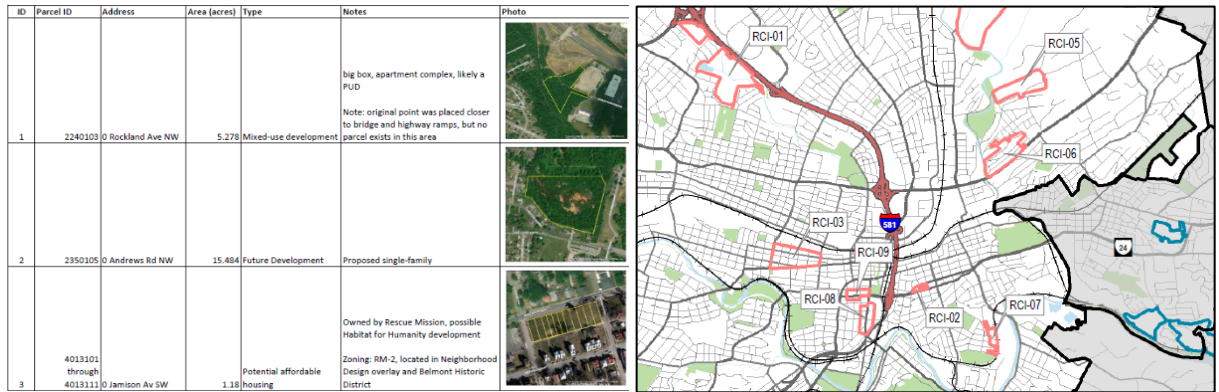 ID Parcel ID Address Area (acres) Type Notes Photo
big box, apartment complex, likely a
PUD
Note: original point was placed closer
to bridge and highway ramps, but no
1 2240103 0 Rockland Ave NW 5.278 Mixed-use development parcel exists in this area
2 2350105 0 Andrews Rd NW 15.484 Future Development Proposed single-family
Owned by Rescue Mission, possible
Habitat for Humanity development
4013101 Zoning: RM-2, located in Neighborhood
through Potential affordable Design overlay and Belmont Historic
3 4013111 0 Jamison Av SW 1.18 housing District
RCI-01
RCI-05
RCI-06
581
RCI-03
24
RCI-09
RCI-08
RCI-07
RCI-02